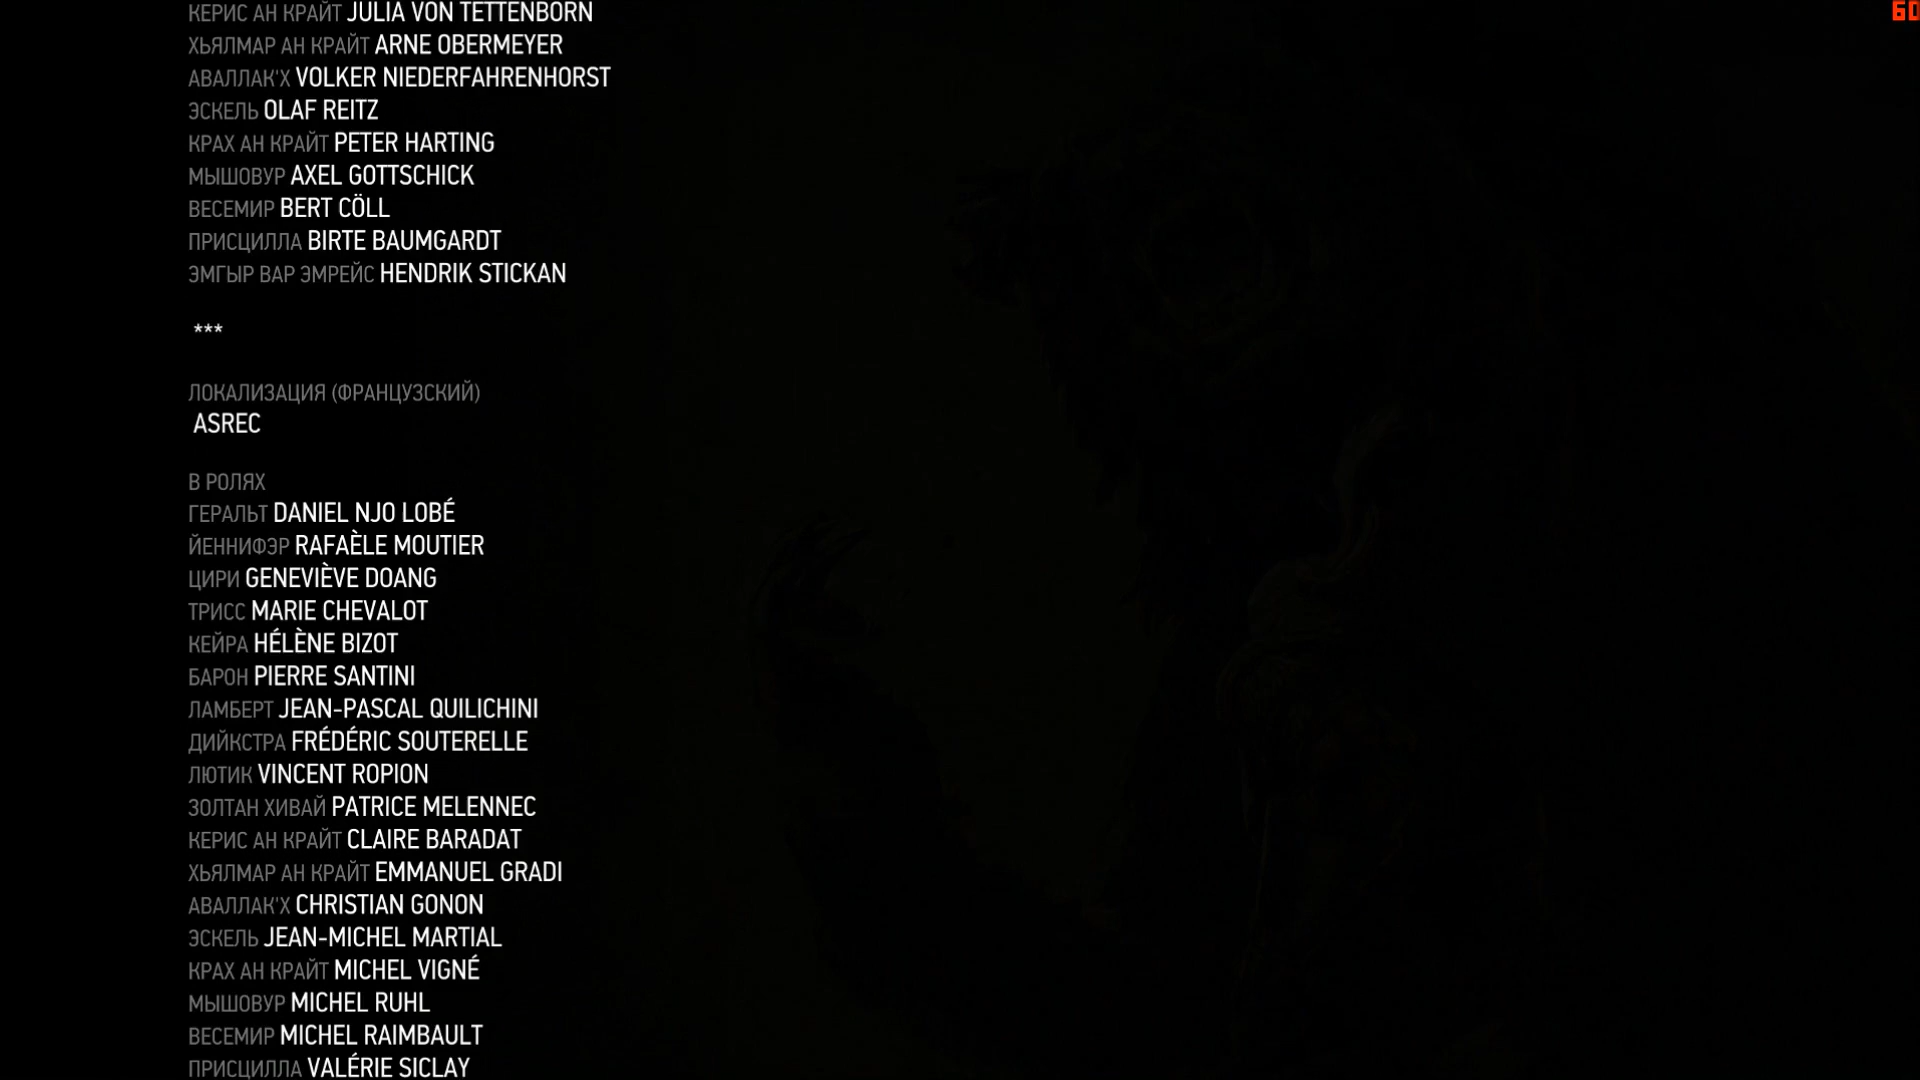 КЕРИС АН КРАЙТ JULIA VON TETTENBORN
60
ХЬЯЛМАР АН КРАЙТ ARNE OBERMEYER
АВАЛЛАК'Х VOLKER NIEDERFAHRENHORST
ЭСКЕЛЬ OLAF REITZ
КРАХ АН КРАЙТ PETER HARTING
МЫШОВУР AXEL GOTTSCHICK
ВЕСЕМИР BERT CÖLL
ПРИСЦИЛЛА BIRTE BAUMGARDT
ЭМГЫР ВАР ЭМРЕЙС HENDRIK STICKAN
***
ЛОКАЛИЗАЦИЯ (ФРАНЦУЗСКИЙ)
ASREC
В РОЛЯХ
ГЕРАЛЬТ DANIEL NJO LOBÉ
ЙЕННИФЭР RAFAÈLE MOUTIER
ЦИРИ GENEVIÈVE DOANG
ТРИСС MARIE CHEVALOT
КЕЙРА HÉLÈNE BIZOT
БАРОН PIERRE SANTINI
ЛАМБЕРТ JEAN-PASCAL QUILICHINI
ДИЙКСТРА FRÉDÉRIC SOUTERELLE
ЛЮТИК VINCENT ROPION
ЗОЛТАН ХИВАЙ PATRICE MELENNEC
КЕРИС АН КРАЙТ CLAIRE BARADAT
ХЬЯЛМАР АН КРАЙТ EMMANUEL GRADI
АВАЛЛАК'Х CHRISTIAN GONON
ЭСКЕЛЬ JEAN-MICHEL MARTIAL
КРАХ АН КРАЙТ MICHEL VIGNÉ
МЫШОВУР MICHEL RUHL
ВЕСЕМИР MICHEL RAIMBAULT
ПРИСЦИЛЛА VALÉRIE SICLAY